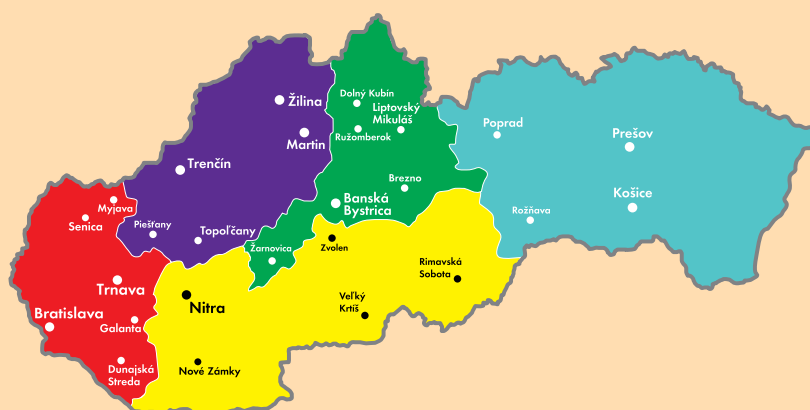 Dolný Kubín
Žilina
Liptovský
Mikuláš
Martin
Ružomberok
Poprad
Prešov
Trenčín
Brezno
Košice
Banská
Bystrica
Myjava
Senica
Piešťany
Topoľčany
Rožňava
Žarnovica
Zvolen
Rimavská
Sobota
Trnava
Nitra
Veľký
Krtíš
Bratislava
Galanta
Dunajská
Streda
Nové Zámky